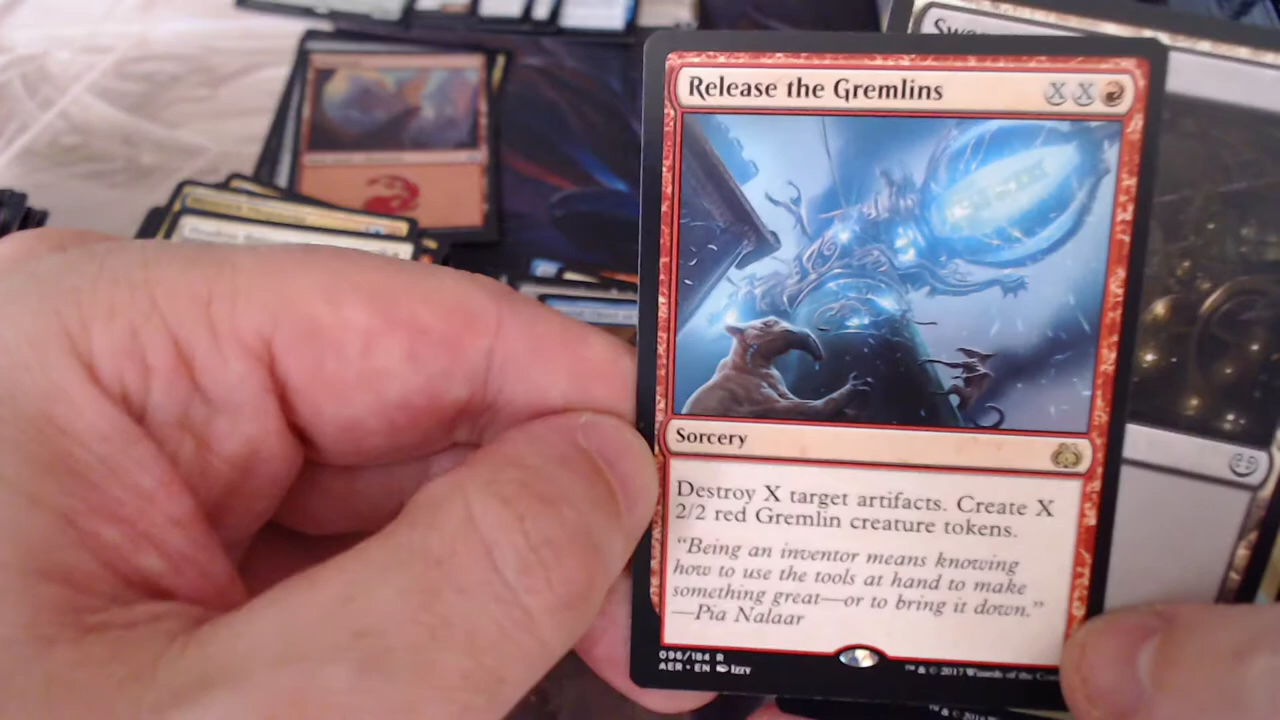 Release the Gremlins XX
Sorcery
Destroy X target artifacts. Create X
2/2 red Gremlin creature tokens.
“Being an inventor means knowing
how to use the tools at hand to make
something great—or to bring it down.”
—Pia Nalaar
096/184 R
AER • EN Izzy
™ & © 2017 Wizards of the